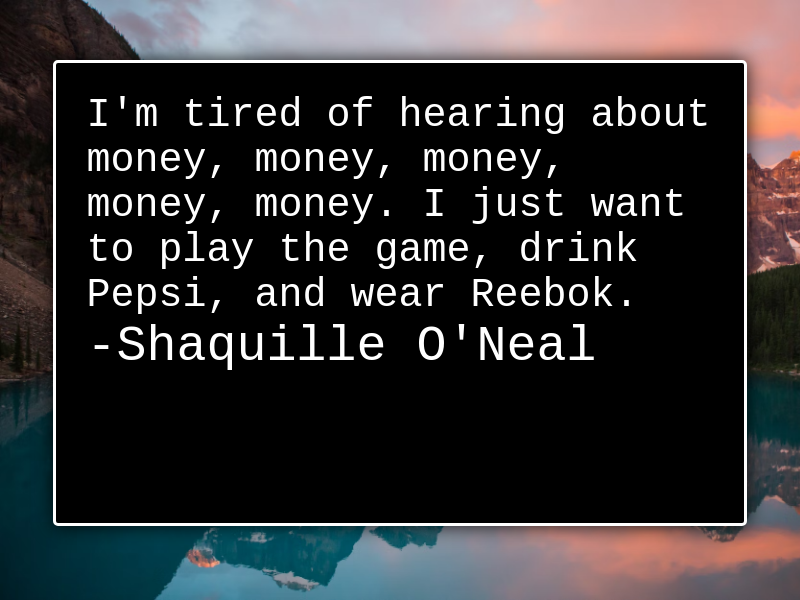 I'm tired of hearing about
money, money, money,
money, money. I just want
to play the game, drink
Pepsi, and wear Reebok.
-Shaquille O'Neal